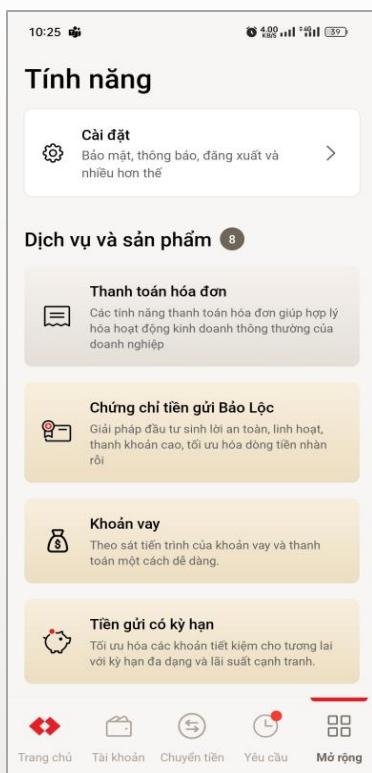 10:25
4.00
KB/S
39
Tính năng
Cài đặt
Bảo mật, thông báo, đăng xuất và
nhiều hơn thế
Dịch vụ và sản phẩm 8
Thanh toán hóa đơn
Các tính năng thanh toán hóa đơn giúp hợp lý
hóa hoạt động kinh doanh thông thường của
doanh nghiệp
Chứng chỉ tiền gửi Bảo Lộc
Giải pháp đầu tư sinh lời an toàn, linh hoạt,
thanh khoản cao, tối ưu hóa dòng tiền nhàn
rỗi
Khoản vay
Theo sát tiến trình của khoản vay và thanh
toán một cách dễ dàng.
Tiền gửi có kỳ hạn
Tối ưu hóa các khoản tiết kiệm cho tương lai
với kỳ hạn đa dạng và lãi suất cạnh tranh.
Trang chủ Tài khoản Chuyển tiền Yêu cầu Mở rộng